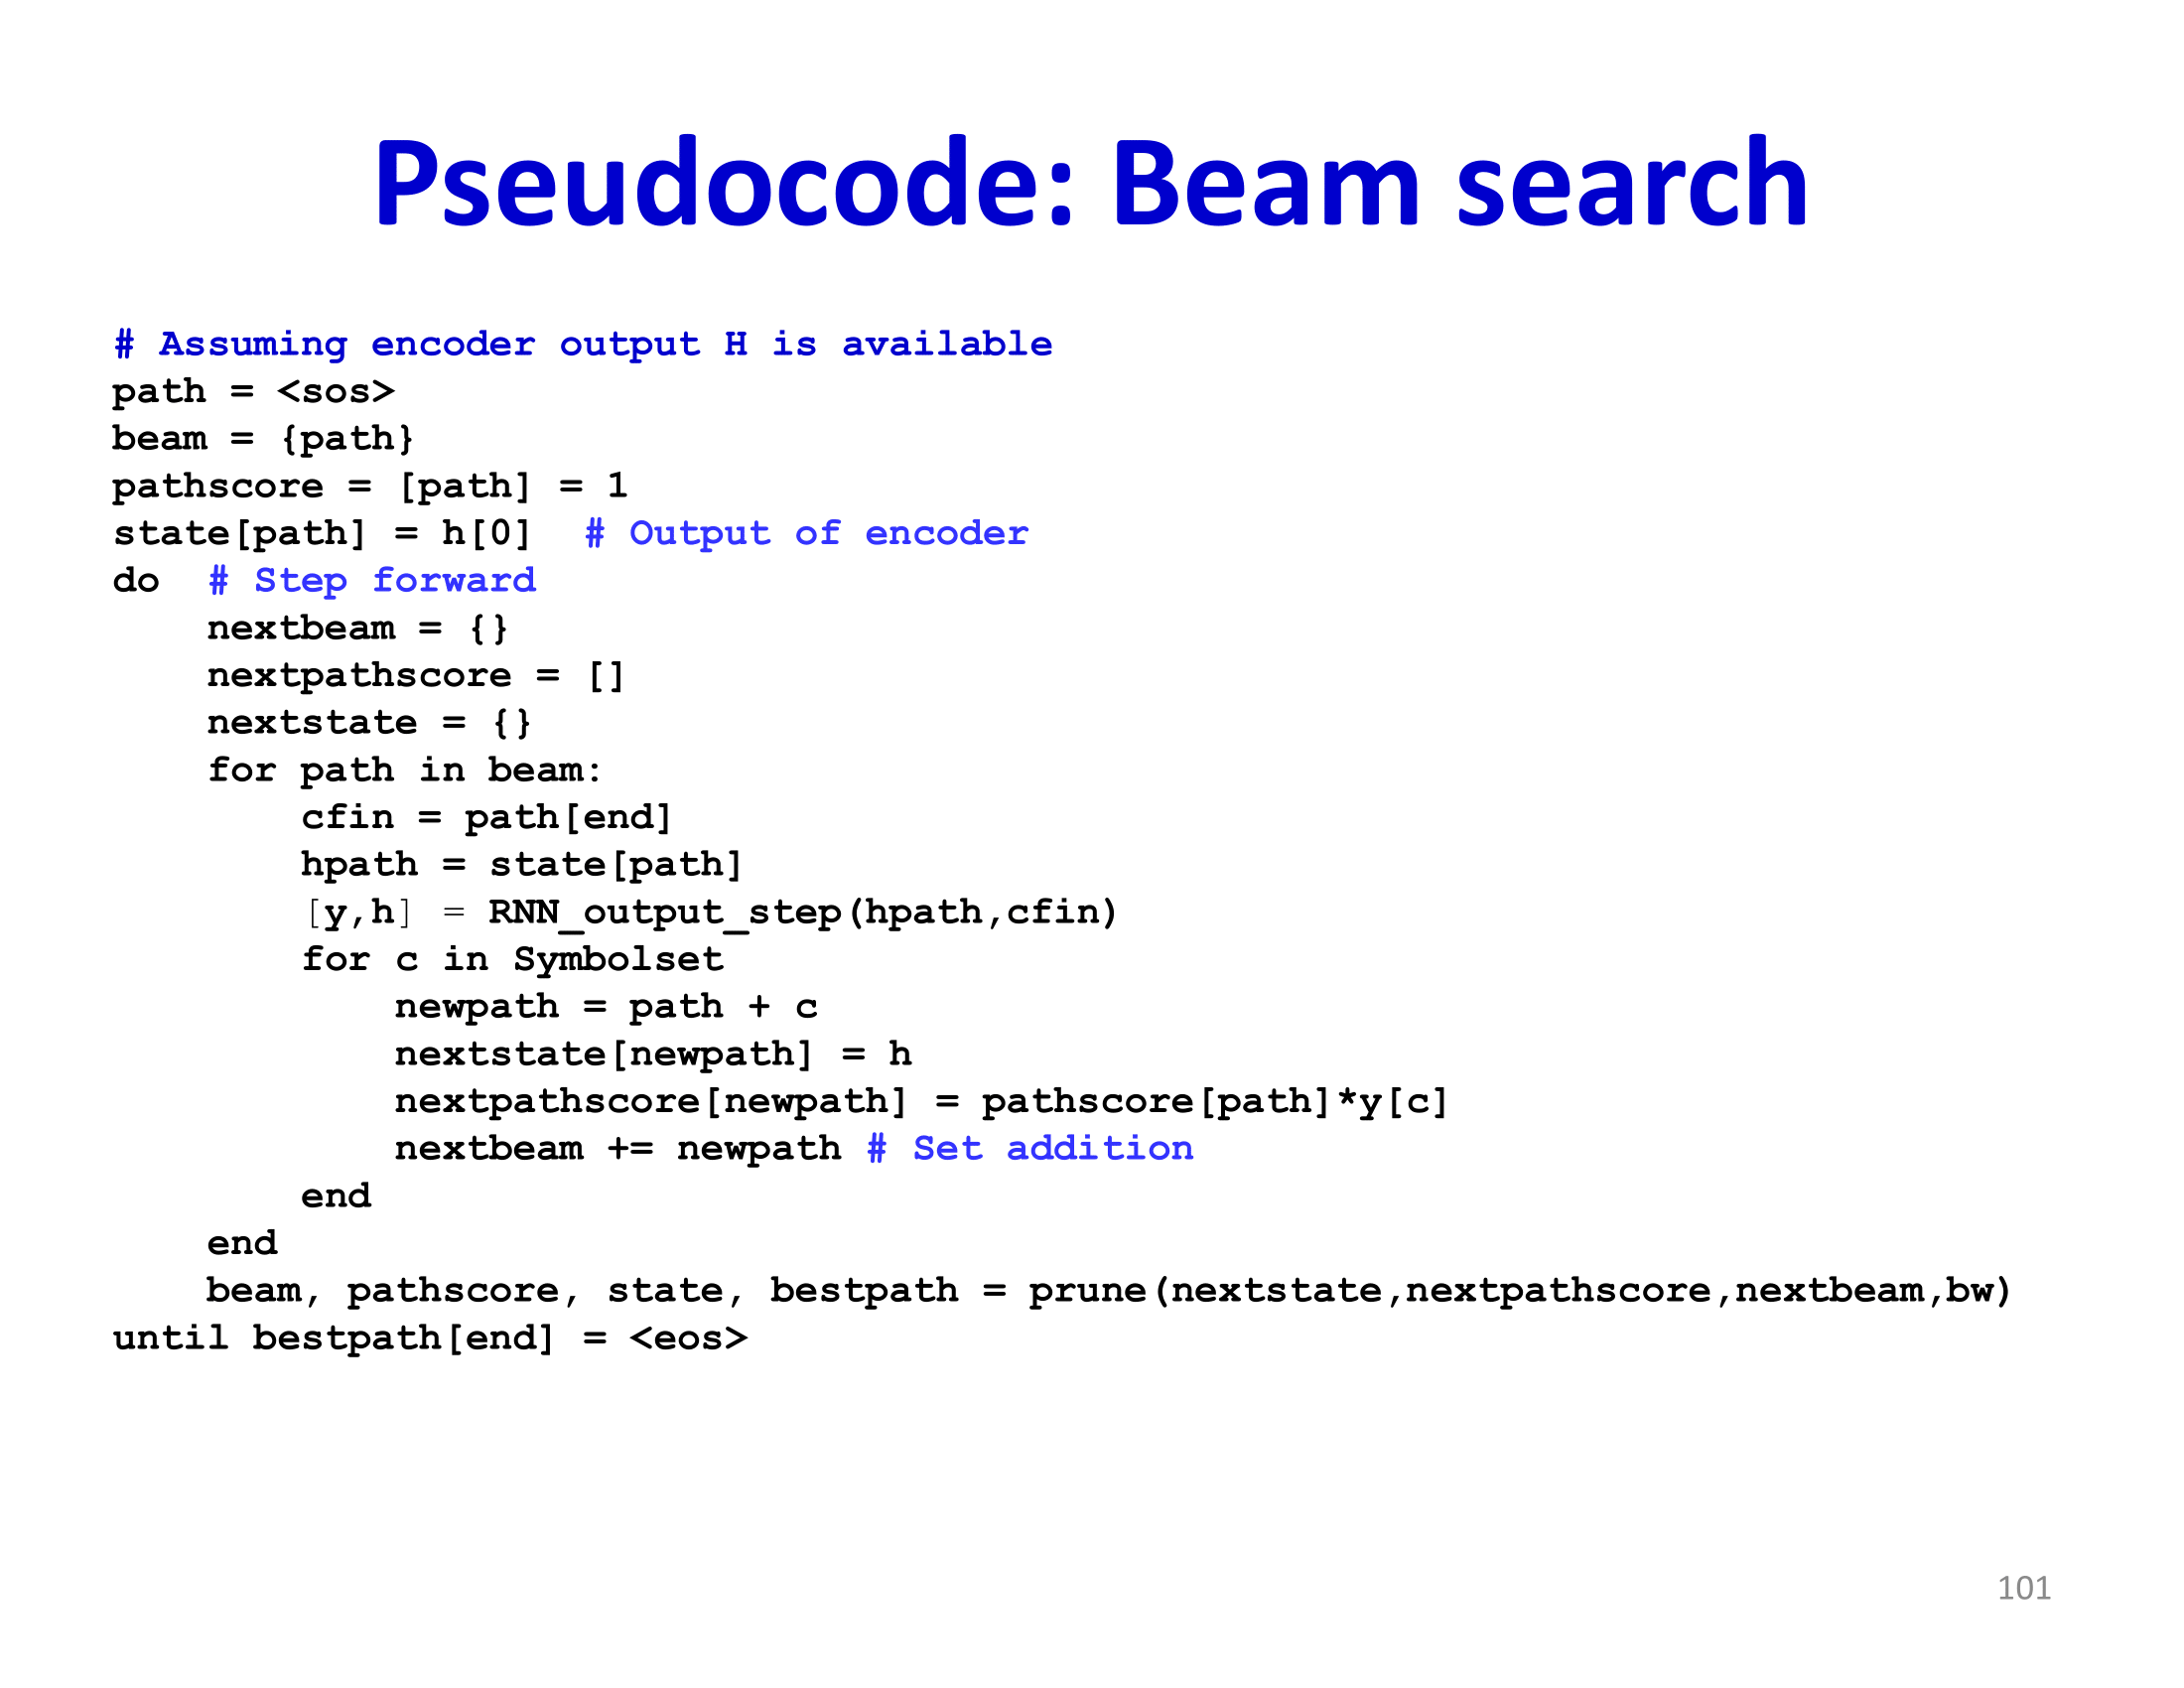 Pseudocode: Beam search
# Assuming encoder output H is available
path = <sos>
beam = {path}
pathscore = [path] = 1
state[path] = h[0]  # Output of encoder
do  # Step forward
    nextbeam = {}
    nextpathscore = []
    nextstate = {}
    for path in beam:
        cfin = path[end]
        hpath = state[path]
        [y,h] = RNN_output_step(hpath,cfin)
        for c in Symbolset
            newpath = path + c
            nextstate[newpath] = h
            nextpathscore[newpath] = pathscore[path]*y[c]
            nextbeam += newpath # Set addition
        end
    end
    beam, pathscore, state, bestpath = prune(nextstate,nextpathscore,nextbeam,bw)
until bestpath[end] = <eos>
101